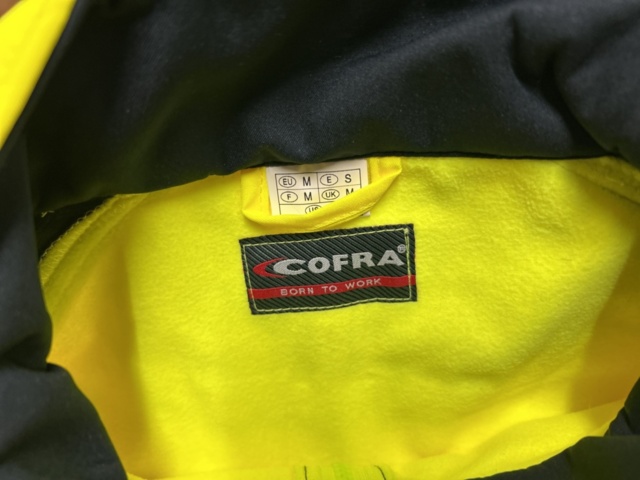 EU M E S
F M UK M
COFRA®
BORN TO WORK